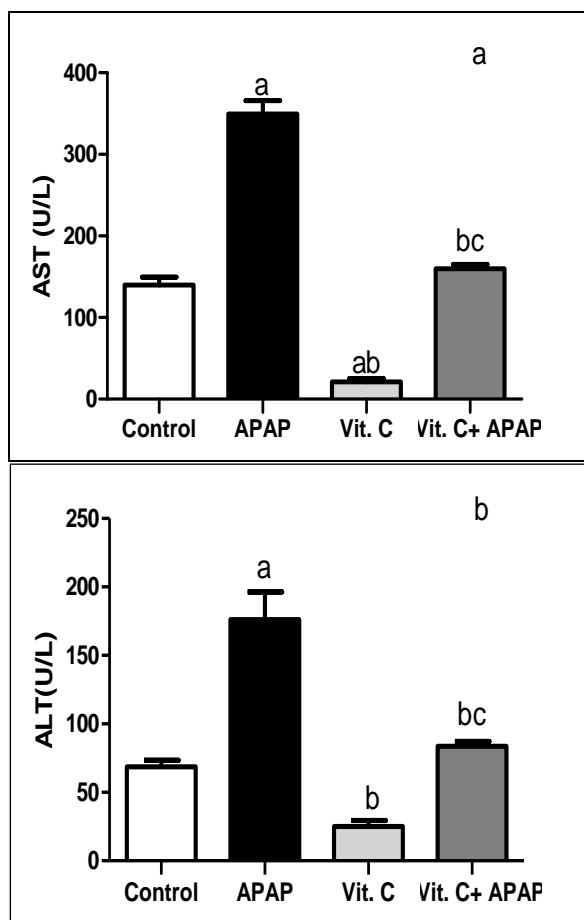 a
400
300
200
100
0
AST (U/L)
a
ab
bc
Control APAP Vit. C Vit. C+ APAP
b
250
200
150
100
50
0
ALT(U/L)
a
b
bc
Control APAP Vit. C Vit. C+ APAP